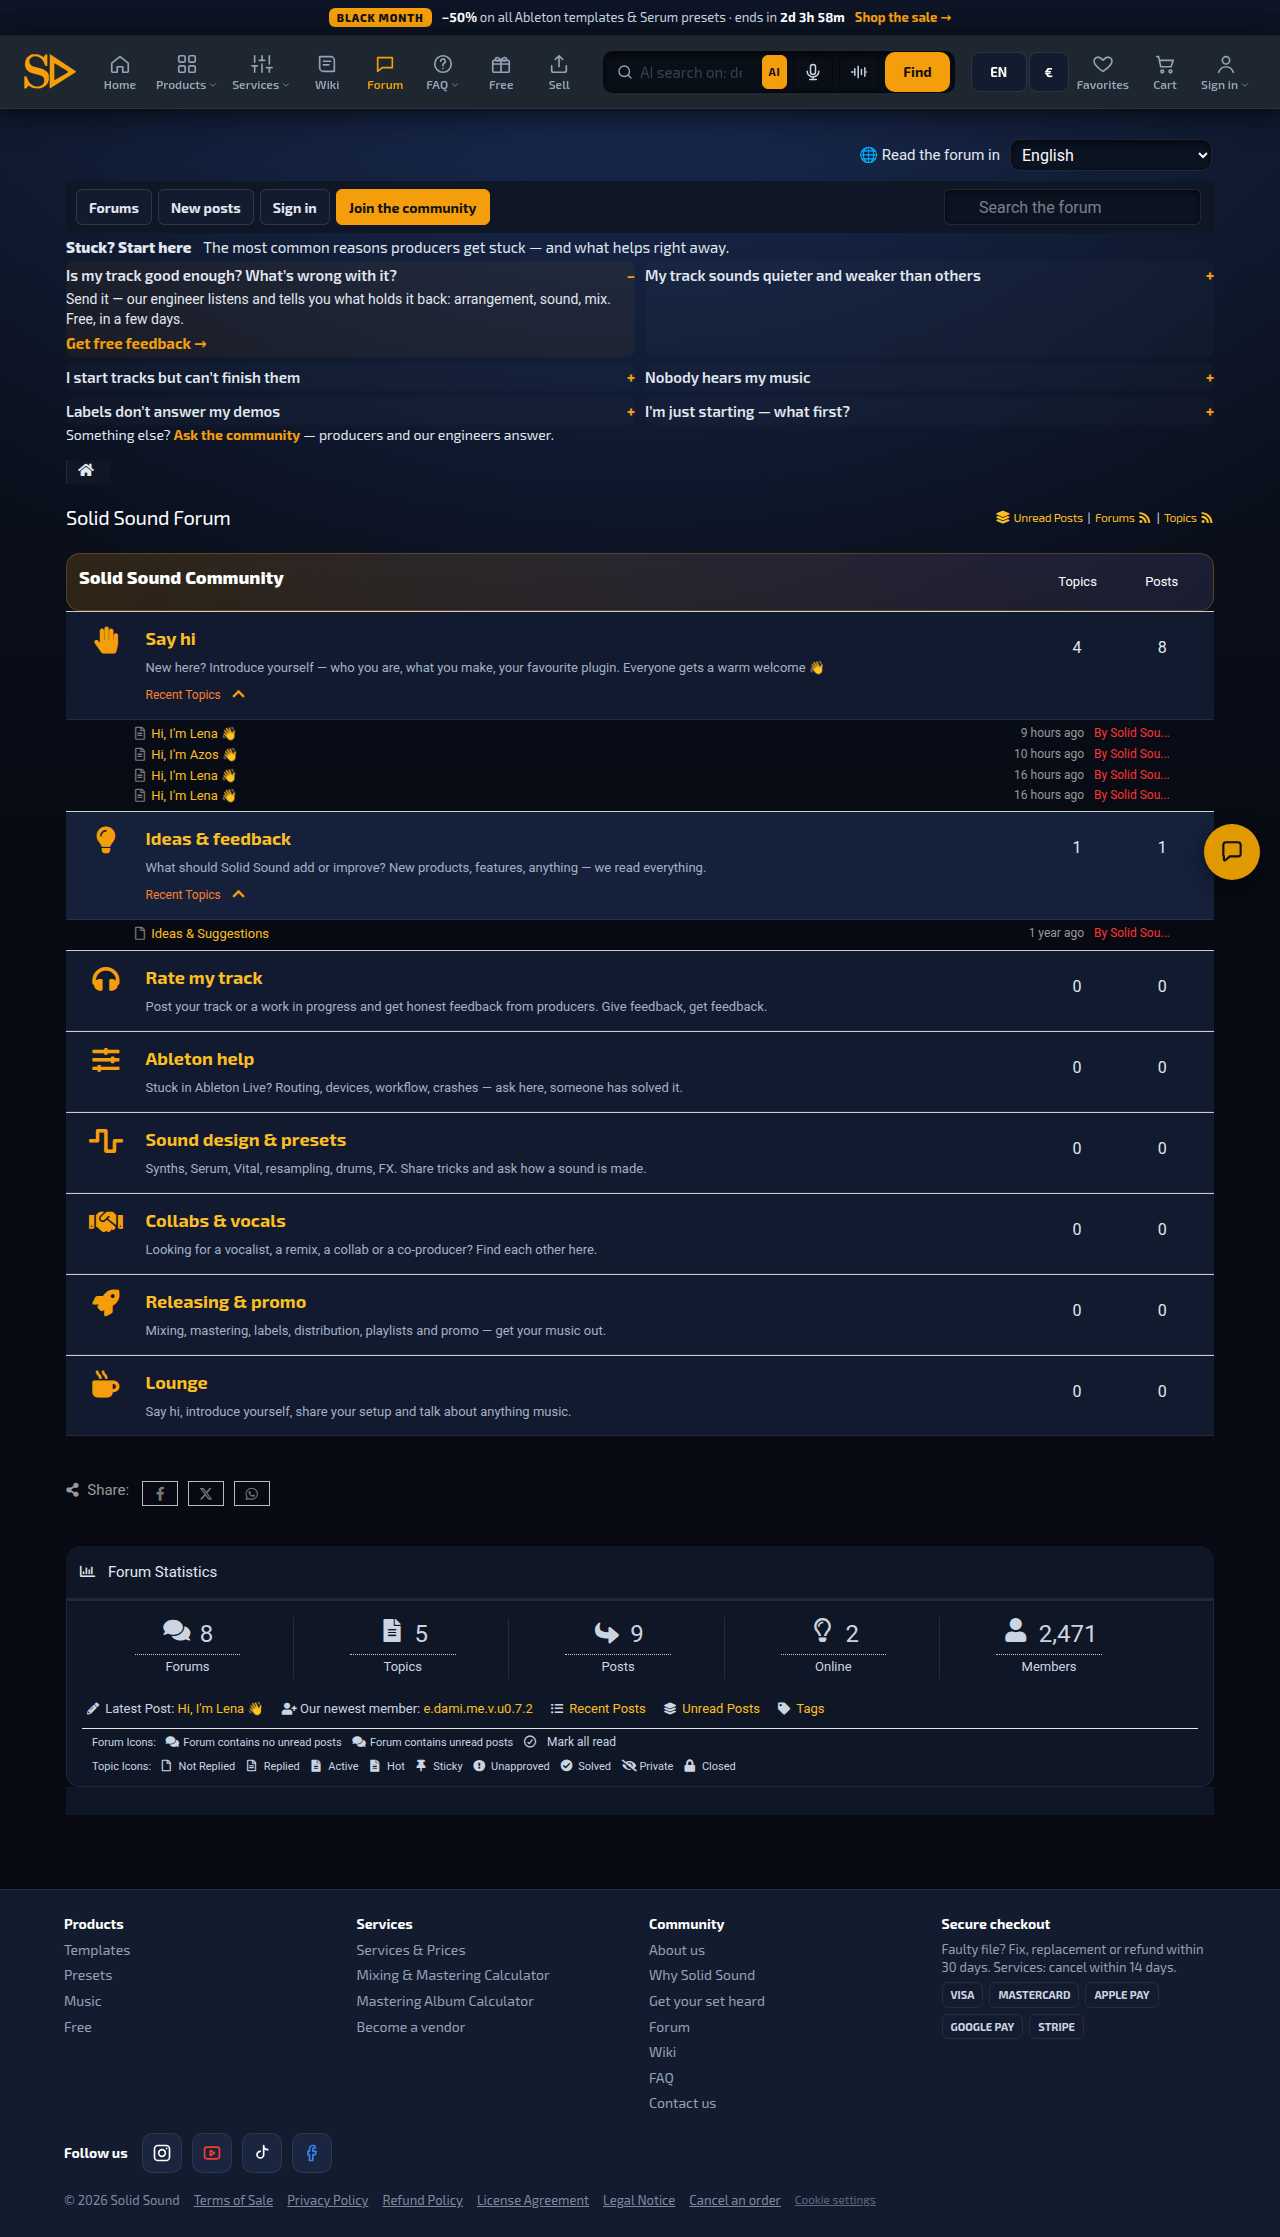 BLACK MONTH −50% on all Ableton templates & Serum presets · ends in 2d 3h 58m Shop the sale →
Home Products Services Wiki Forum FAQ Free Sell AI search on: AI Find EN € Favorites Cart Sign in
Read the forum in English
Forums New posts Sign in Join the community Search the forum
Stuck? Start here The most common reasons producers get stuck — and what helps right away.
Is my track good enough? What's wrong with it? –
Send it — our engineer listens and tells you what holds it back: arrangement, sound, mix.
Free, in a few days.
Get free feedback →
My track sounds quieter and weaker than others +
I start tracks but can't finish them + Nobody hears my music +
Labels don't answer my demos + I'm just starting — what first? +
Something else? Ask the community — producers and our engineers answer.
Solid Sound Forum Unread Posts | Forums | Topics
Solid Sound Community Topics Posts
Say hi 4 8
New here? Introduce yourself — who you are, what you make, your favourite plugin. Everyone gets a warm welcome 👋
Recent Topics
Hi, I'm Lena 👋 9 hours ago By Solid Sou...
Hi, I'm Azos 👋 10 hours ago By Solid Sou...
Hi, I'm Lena 👋 16 hours ago By Solid Sou...
Hi, I'm Lena 👋 16 hours ago By Solid Sou...
Ideas & feedback 1 1
What should Solid Sound add or improve? New products, features, anything — we read everything.
Recent Topics
Ideas & Suggestions 1 year ago By Solid Sou...
Rate my track 0 0
Post your track or a work in progress and get honest feedback from producers. Give feedback, get feedback.
Ableton help 0 0
Stuck in Ableton Live? Routing, devices, workflow, crashes — ask here, someone has solved it.
Sound design & presets 0 0
Synths, Serum, Vital, resampling, drums, FX. Share tricks and ask how a sound is made.
Collabs & vocals 0 0
Looking for a vocalist, a remix, a collab or a co-producer? Find each other here.
Releasing & promo 0 0
Mixing, mastering, labels, distribution, playlists and promo — get your music out.
Lounge 0 0
Say hi, introduce yourself, share your setup and talk about anything music.
Share:
Forum Statistics
8 5 9 2 2,471
Forums Topics Posts Online Members
Latest Post: Hi, I'm Lena 👋 Our newest member: e.dami.me.v.u0.7.2 Recent Posts Unread Posts Tags
Forum Icons: Forum contains no unread posts Forum contains unread posts Mark all read
Topic Icons: Not Replied Replied Active Hot Sticky Unapproved Solved Private Closed
Products Services Community Secure checkout
Templates Services & Prices About us Faulty file? Fix, replacement or refund within
30 days. Services: cancel within 14 days.
Presets Mixing & Mastering Calculator Why Solid Sound VISA MASTERCARD APPLE PAY
Music Mastering Album Calculator Get your set heard
Free Become a vendor Forum GOOGLE PAY STRIPE
Wiki
FAQ
Contact us
Follow us
© 2026 Solid Sound Terms of Sale Privacy Policy Refund Policy License Agreement Legal Notice Cancel an order Cookie settings